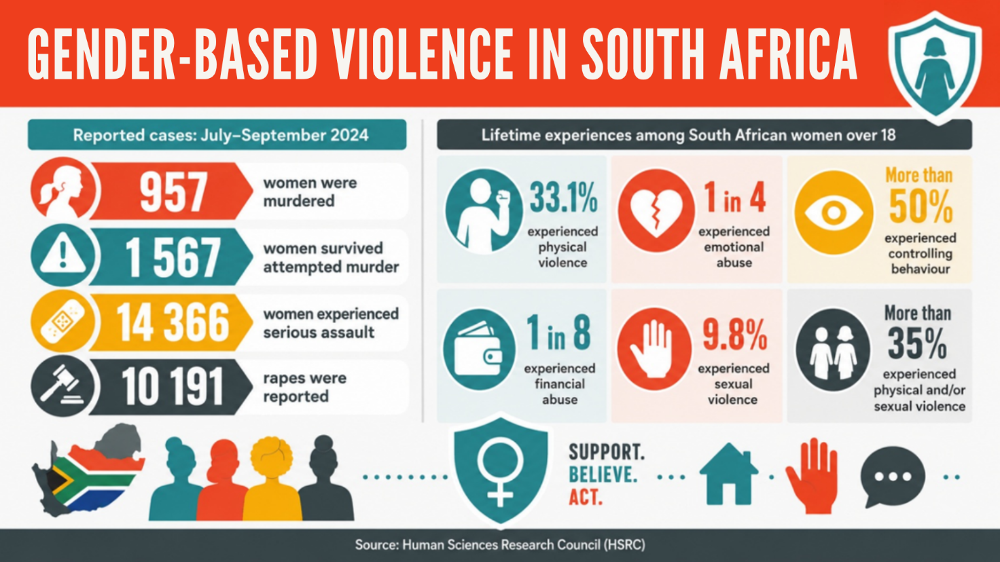 GENDER-BASED VIOLENCE IN SOUTH AFRICA
Reported cases: July–September 2024
957
women were
murdered
1 567
women survived
attempted murder
14 366
women experienced
serious assault
10 191
rapes were
reported
Lifetime experiences among South African women over 18
33.1%
experienced
physical
violence
1 in 4
experienced
emotional
abuse
More than
50%
experienced
controlling
behaviour
1 in 8
experienced
financial
abuse
9.8%
experienced
sexual
violence
More than
35%
experienced
physical and/or
sexual violence
SUPPORT.
BELIEVE.
ACT.
Source: Human Sciences Research Council (HSRC)